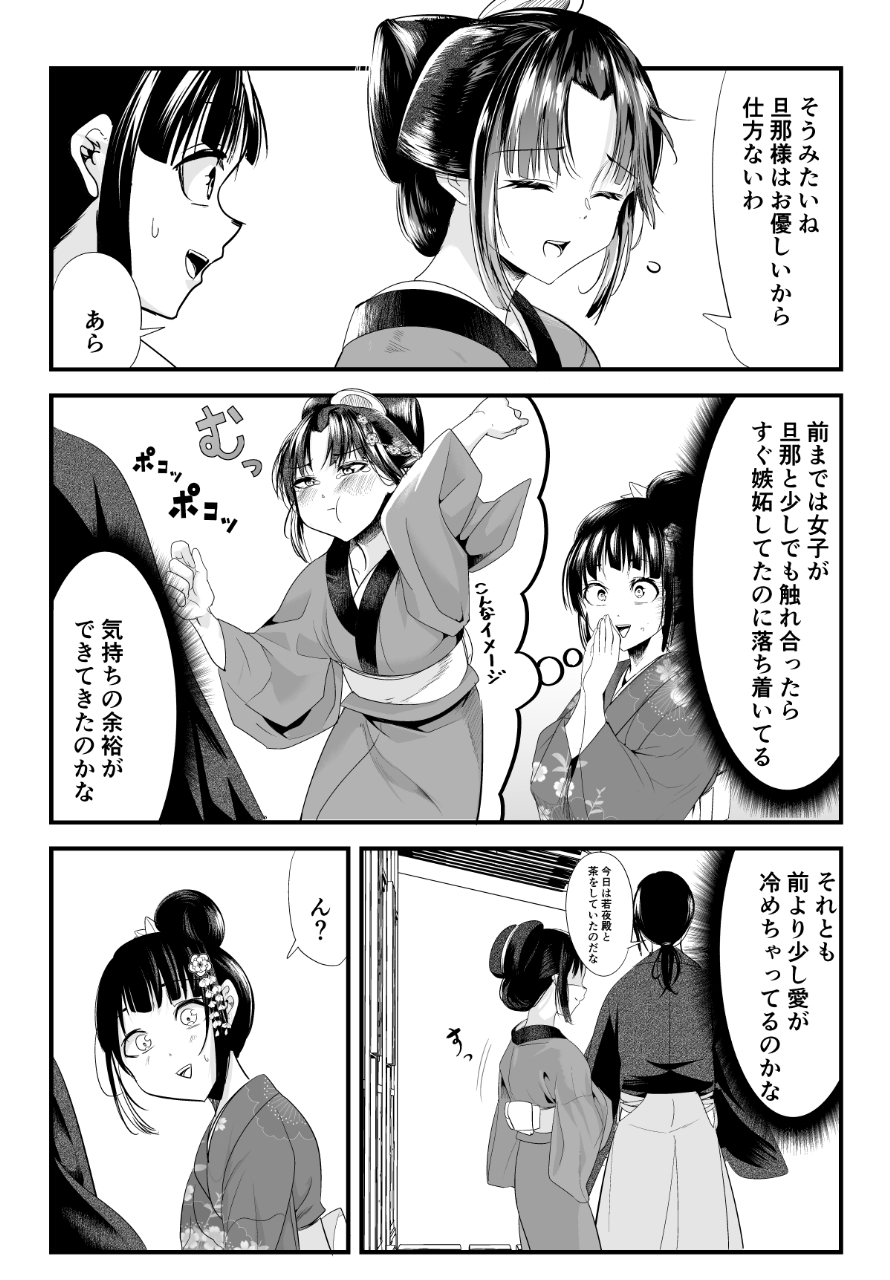 そうみたいね
旦那様はお優しいから
仕方ないわ
あら
前までは女子が
旦那と少しでも触れ合ったら
すぐ嫉妬してたのに落ち着いてる
こんなイメージ
むっ
ポコッ
ポコッ
気持ちの余裕が
できてきたのかな
それとも
前より少し愛が
冷めちゃってるのかな
今日は若夜殿と
茶をしていたのだな
すっ
ん?